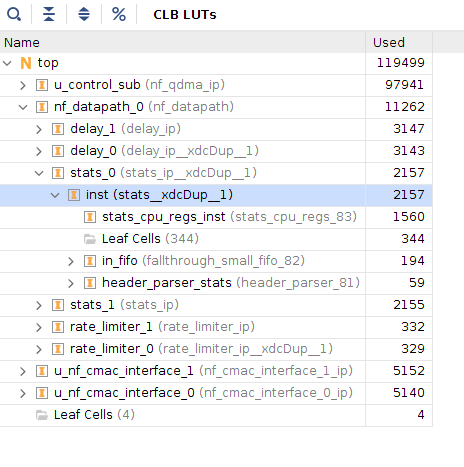 CLB LUTs
Name Used
N top 119499
u_control_sub (nf_qdma_ip) 97941
nf_datapath_0 (nf_datapath) 11262
delay_1 (delay_ip) 3147
delay_0 (delay_ip__xdcDup__1) 3143
stats_0 (stats_ip__xdcDup__1) 2157
inst (stats__xdcDup__1) 2157
stats_cpu_regs_inst (stats_cpu_regs_83) 1560
Leaf Cells (344) 344
in_fifo (fallthrough_small_fifo_82) 194
header_parser_stats (header_parser_81) 59
stats_1 (stats_ip) 2155
rate_limiter_1 (rate_limiter_ip) 332
rate_limiter_0 (rate_limiter_ip__xdcDup__1) 329
u_nf_cmac_interface_1 (nf_cmac_interface_1_ip) 5152
u_nf_cmac_interface_0 (nf_cmac_interface_0_ip) 5140
Leaf Cells (4) 4